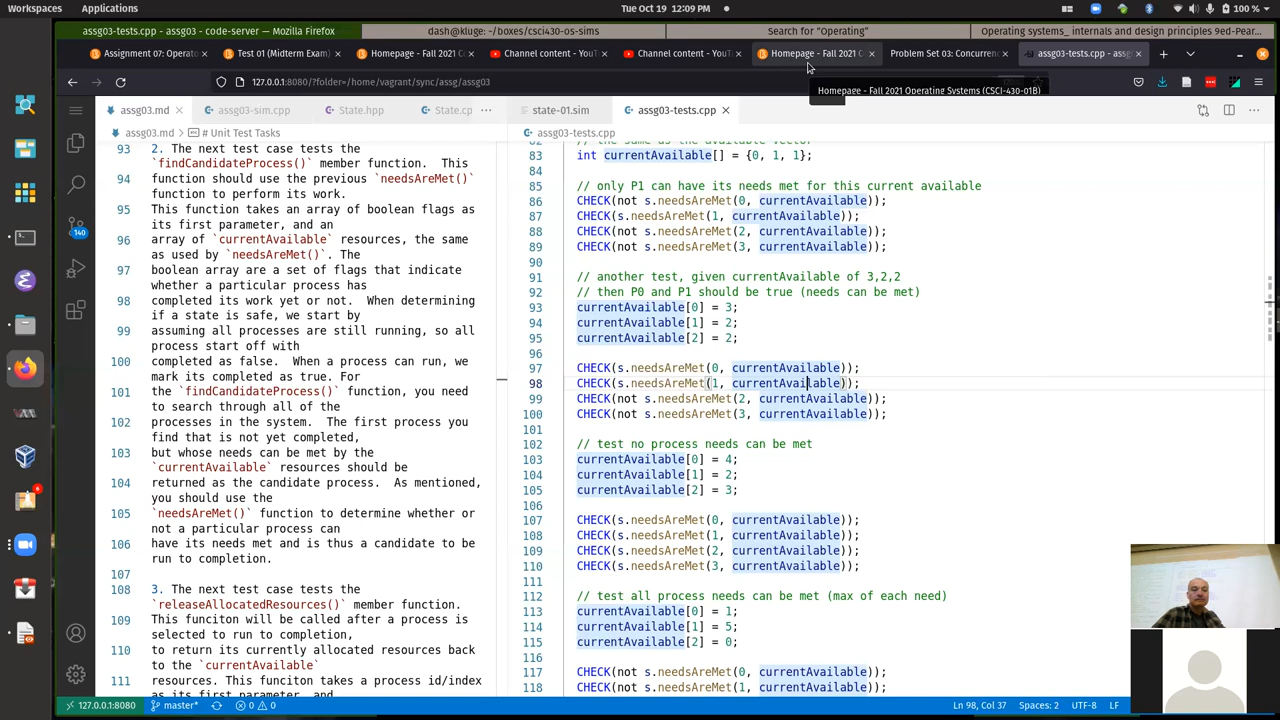 Workspaces
Applications
Tue Oct 19 12:09 PM
100 %
assg03-tests.cpp - assg03 - code-server — Mozilla Firefox
dash@kluge: ~/boxes/csci430-os-sims
Search for "Operating"
Operating systems_ internals and design principles 9ed-Pear...
Assignment 07: Operat
Test 01 (Midterm Exam)
Homepage - Fall 2021 C
Channel content - YouT
Channel content - YouTu
Homepage - Fall 2021 C
Problem Set 03: Concurrenc
assg03-tests.cpp - assg
127.0.0.1:8080/?folder=/home/vagrant/sync/assg/assg03
Homepage - Fall 2021 Operating Systems (CSCI-430-01B)
assg03.md
assg03-sim.cpp
State.hpp
State.cp
state-01.sim
assg03-tests.cpp
assg03.md > # Unit Test Tasks
assg03-tests.cpp
93 2. The next test case tests the
`findCandidateProcess()` member function.  This
94 function should use the previous `needsAreMet()`
function to perform its work.
95 This function takes an array of boolean flags as
its first parameter, and an
96 array of `currentAvailable` resources, the same
as used by `needsAreMet()`. The
97 boolean array are a set of flags that indicate
whether a particular process has
98 completed its work yet or not.  When determining
if a state is safe, we start by
99 assuming all processes are still running, so all
process start off with
100 completed as false.  When a process can run, we
mark its completed as true. For
101 the `findCandidateProcess()` function, you need
to search through all of the
102 processes in the system.  The first process you
find that is not yet completed,
103 but whose needs can be met by the
`currentAvailable` resources should be
104 returned as the candidate process.  As mentioned,
you should use the
105 `needsAreMet()` function to determine whether or
not a particular process can
106 have its needs met and is thus a candidate to be
run to completion.
107
108 3. The next test case tests the
`releaseAllocatedResources()` member function.
109 This funciton will be called after a process is
selected to run to completion,
110 to return its currently allocated resources back
to the `currentAvailable`
111 resources. This funciton takes a process id/index
as its first parameter, and
82 // the same as the available vector
83 int currentAvailable[] = {0, 1, 1};
84
85 // only P1 can have its needs met for this current available
86 CHECK(not s.needsAreMet(0, currentAvailable));
87 CHECK(s.needsAreMet(1, currentAvailable));
88 CHECK(not s.needsAreMet(2, currentAvailable));
89 CHECK(not s.needsAreMet(3, currentAvailable));
90
91 // another test, given currentAvailable of 3,2,2
92 // then P0 and P1 should be true (needs can be met)
93 currentAvailable[0] = 3;
94 currentAvailable[1] = 2;
95 currentAvailable[2] = 2;
96
97 CHECK(s.needsAreMet(0, currentAvailable));
98 CHECK(s.needsAreMet(1, currentAvailable));
99 CHECK(not s.needsAreMet(2, currentAvailable));
100 CHECK(not s.needsAreMet(3, currentAvailable));
101
102 // test no process needs can be met
103 currentAvailable[0] = 4;
104 currentAvailable[1] = 2;
105 currentAvailable[2] = 3;
106
107 CHECK(s.needsAreMet(0, currentAvailable));
108 CHECK(s.needsAreMet(1, currentAvailable));
109 CHECK(s.needsAreMet(2, currentAvailable));
110 CHECK(s.needsAreMet(3, currentAvailable));
111
112 // test all process needs can be met (max of each need)
113 currentAvailable[0] = 1;
114 currentAvailable[1] = 5;
115 currentAvailable[2] = 0;
116
117 CHECK(not s.needsAreMet(0, currentAvailable));
118 CHECK(not s.needsAreMet(1, currentAvailable));
140
127.0.0.1:8080
master*
0
0
Ln 98, Col 37
Spaces: 2
UTF-8
LF